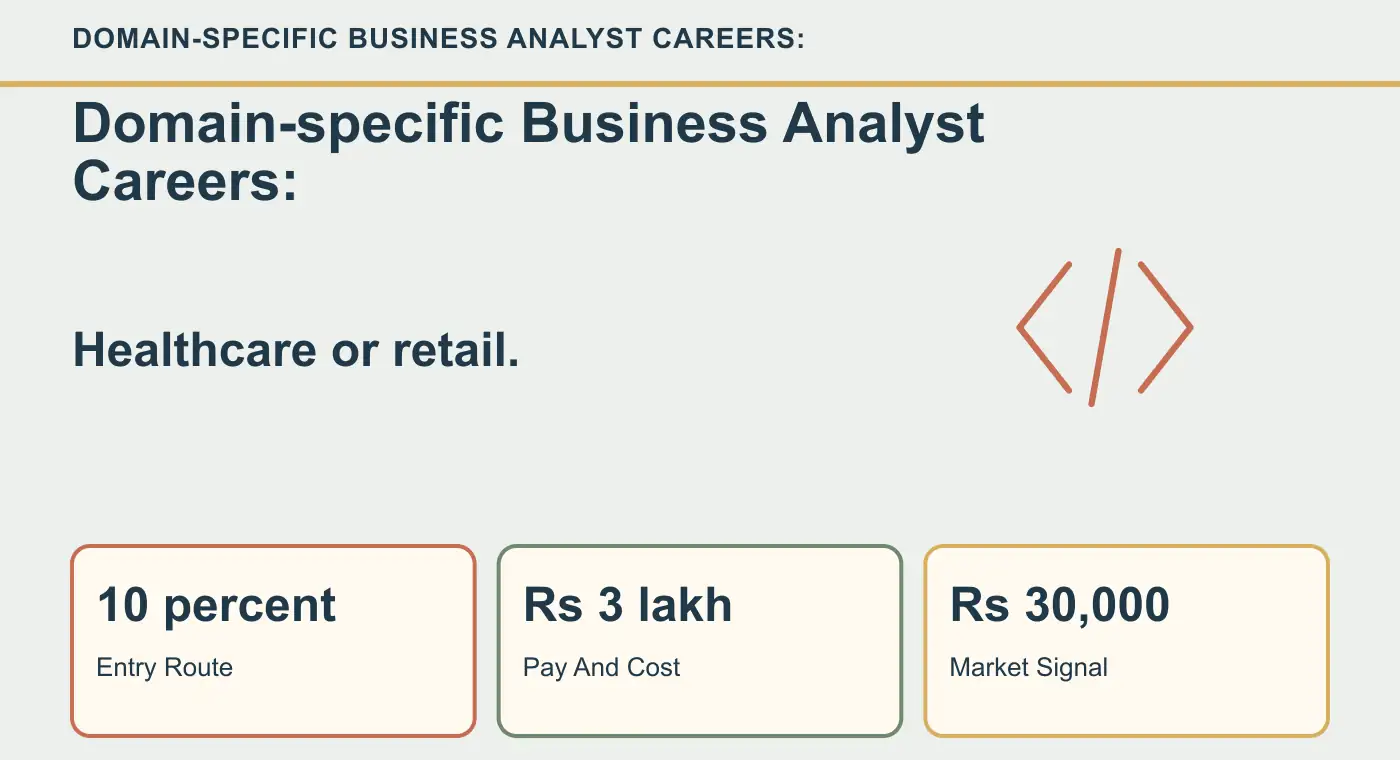 DOMAIN-SPECIFIC BUSINESS ANALYST CAREERS:
Domain-specific Business Analyst
Careers:
Healthcare or retail.
10 percent
Entry Route
Rs 3 lakh
Pay And Cost
Rs 30,000
Market Signal